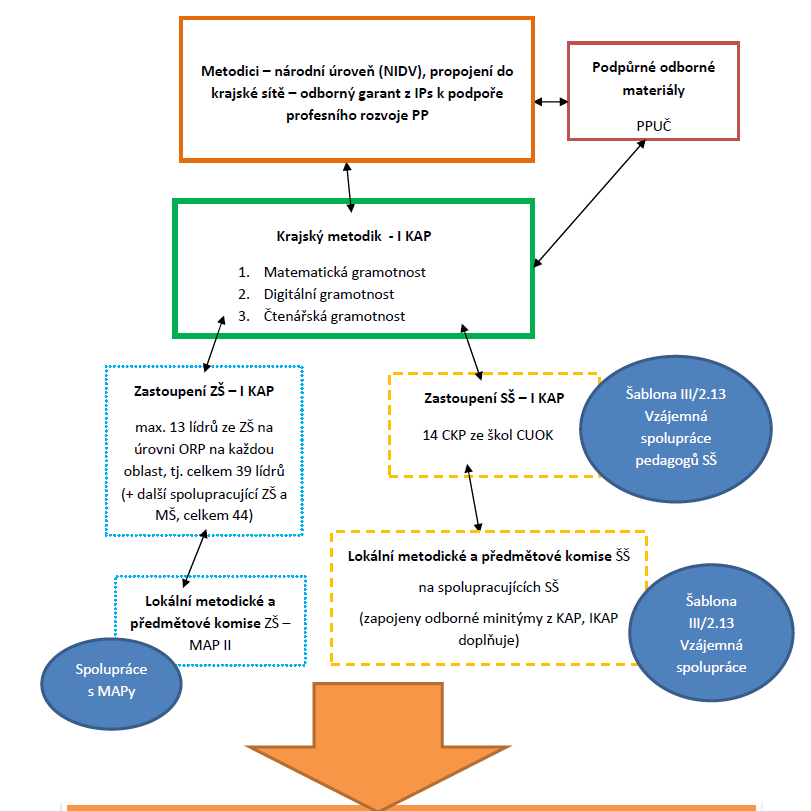 Metodici – národní úroveň (NIDV), propojení do
krajské sítě – odborný garant z IPs k podpoře
profesního rozvoje PP
Podpůrné odborné
materiály
PPUČ
Krajský metodik - I KAP
1. Matematická gramotnost
2. Digitální gramotnost
3. Čtenářská gramotnost
Zastoupení ZŠ – I KAP
max. 13 lídrů ze ZŠ na
úrovni ORP na každou
oblast, tj. celkem 39 lídrů
(+ další spolupracující ZŠ a
MŠ, celkem 44)
Zastoupení SŠ – I KAP
14 CKP ze škol CUOK
Šablona III/2.13
Vzájemná
spolupráce
pedagogů SŠ
Lokální metodické a
předmětové komise ZŠ –
MAP II
Spolupráce
s MAPy
Lokální metodické a předmětové komise ŠŠ
na spolupracujících SŠ
(zapojeny odborné minitýmy z KAP, IKAP
doplňuje)
Šablona
III/2.13
Vzájemná
spolupráce